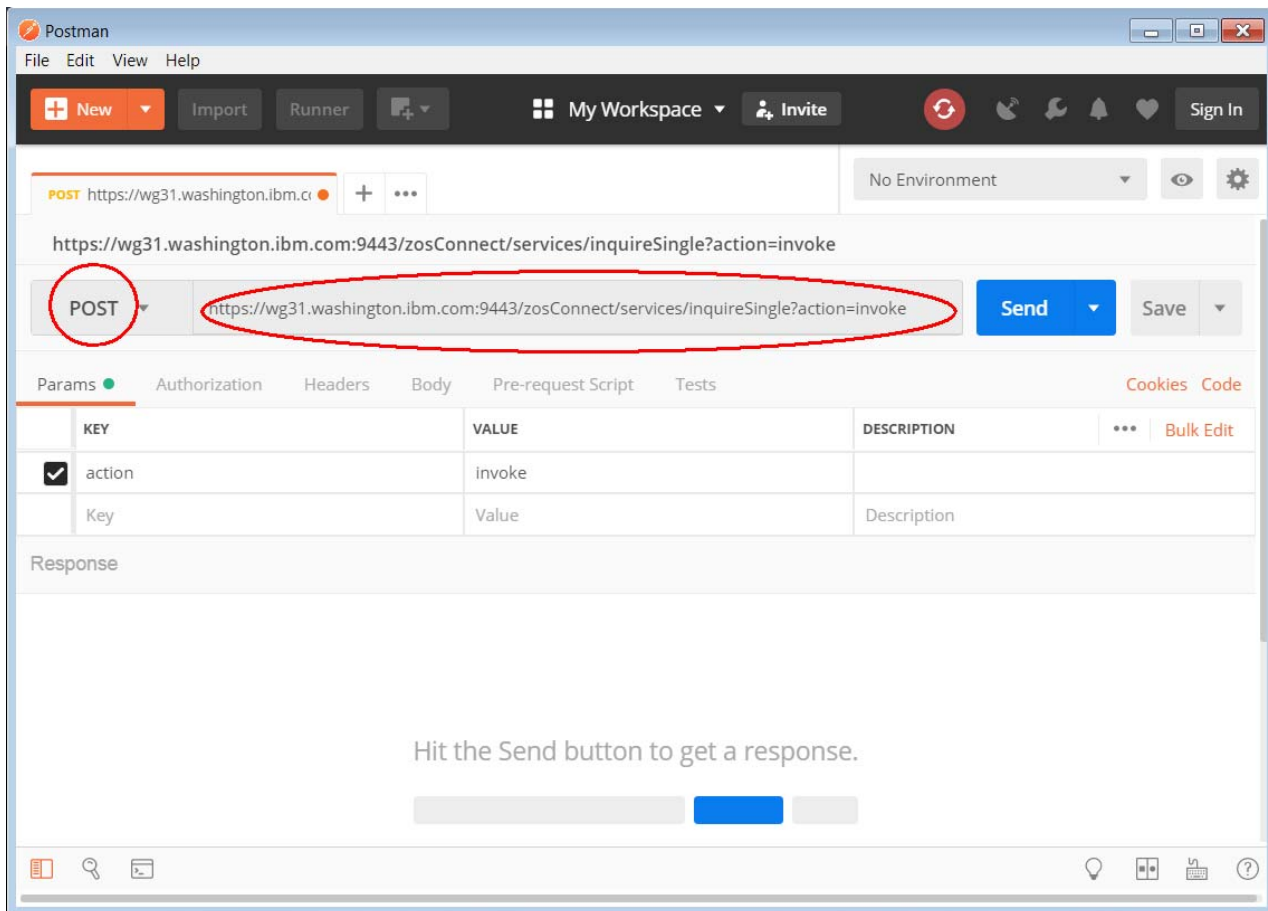 Postman
File Edit View Help
New Import Runner My Workspace Invite Sign In
POST https://wg31.washington.ibm.c No Environment
https://wg31.washington.ibm.com:9443/zosConnect/services/inquireSingle?action=invoke
POST https://wg31.washington.ibm.com:9443/zosConnect/services/inquireSingle?action=invoke Send Save
Params Authorization Headers Body Pre-request Script Tests Cookies Code
KEY VALUE DESCRIPTION ••• Bulk Edit
action invoke
Key Value Description
Response
Hit the Send button to get a response.